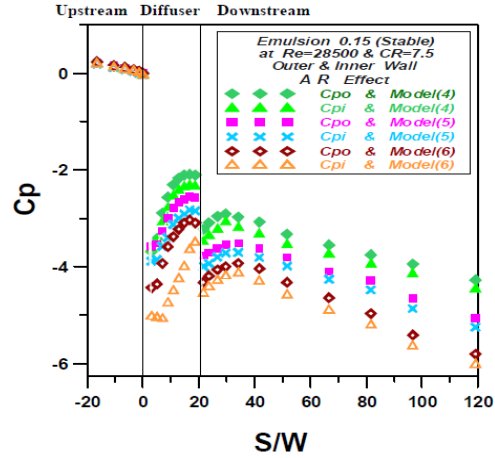 Upstream Diffuser Downstream
Emulsion 0.15 (Stable)
at Re=28500 & CR=7.5
Outer & Inner Wall
A R Effect
Cpo & Model(4)
Cpi & Model(4)
Cpo & Model(5)
Cpi & Model(5)
Cpo & Model(6)
Cpi & Model(6)
0
-2
-4
-6
Cp
-20 0 20 40 60 80 100 120
S/W